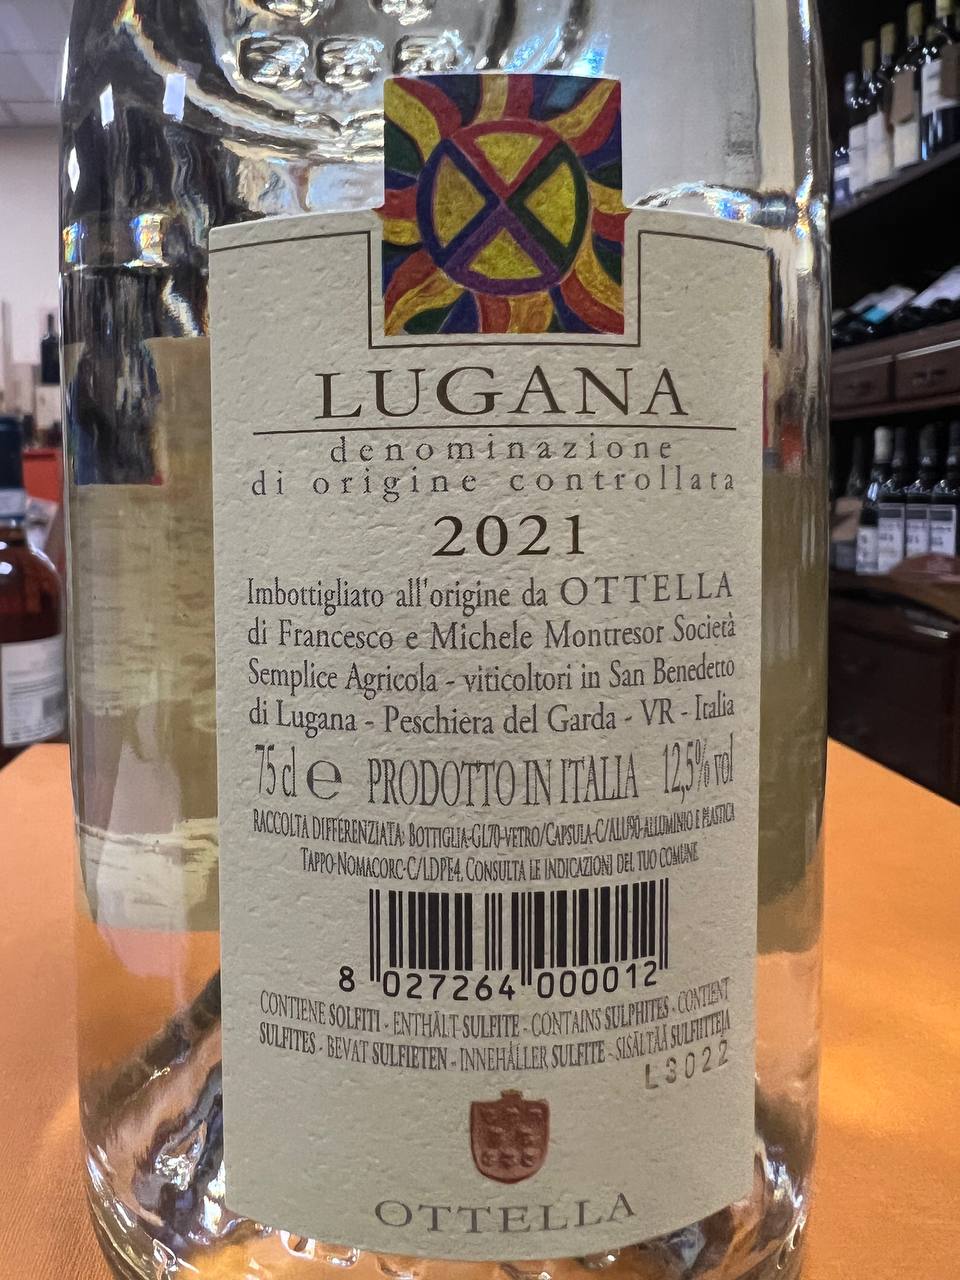 LUGANA
denominazione
di origine controllata
2021
Imbottigliato all'origine da OTTELLA
di Francesco e Michele Montresor Società
Semplice Agricola - viticoltori in San Benedetto
di Lugana - Peschiera del Garda - VR - Italia
75 cl e PRODOTTO IN ITALIA 12,5% vol
RACCOLTA DIFFERENZIATA: BOTTIGLIA-GL70-VETRO/CAPSULA-C/ALU90-ALLUMINIO E PLASTICA
TAPPO-NOMACORC-C/LDPE4. CONSULTA LE INDICAZIONI DEL TUO COMUNE
8 027264 000012
CONTIENE SOLFITI - ENTHÄLT SULFITE - CONTAINS SULPHITES - CONTIENT
SULFITES - BEVAT SULFIETEN - INNEHÅLLER SULFITE - SISÄLTÄÄ SULFIITTEJA
L3022
OTTELLA